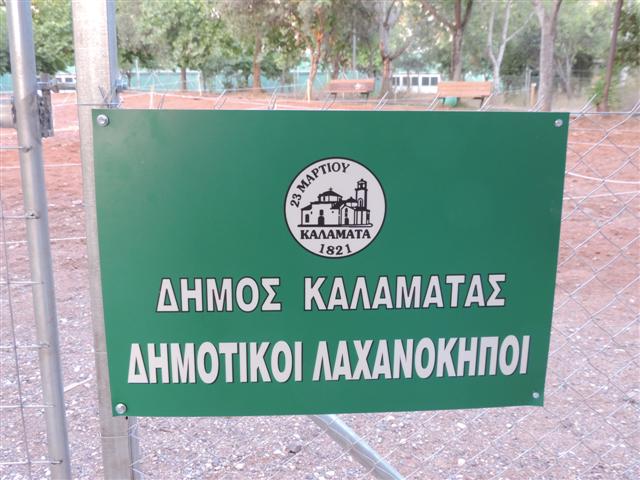 23 ΜΑΡΤΙΟΥ
ΚΑΛΑΜΑΤΑ
1821
ΔΗΜΟΣ ΚΑΛΑΜΑΤΑΣ
ΔΗΜΟΤΙΚΟΙ ΛΑΧΑΝΟΚΗΠΟΙ